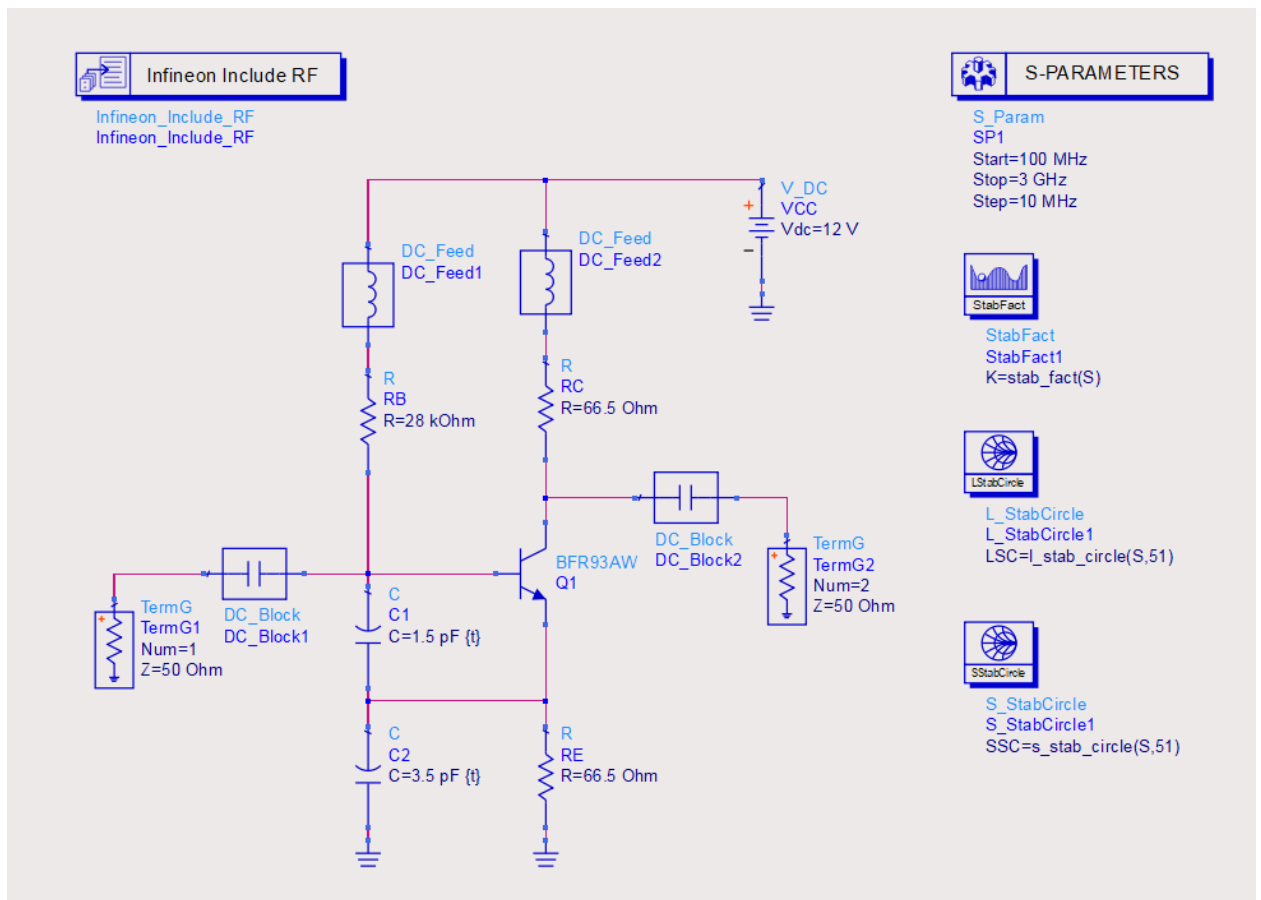 Infineon Include RF
Infineon_Include_RF
Infineon_Include_RF
S-PARAMETERS
S_Param
SP1
Start=100 MHz
Stop=3 GHz
Step=10 MHz
V_DC
VCC
Vdc=12 V
+
−
DC_Feed
DC_Feed1
DC_Feed
DC_Feed2
StabFact
StabFact
StabFact1
K=stab_fact(S)
R
RB
R=28 kOhm
R
RC
R=66.5 Ohm
LStabCircle
L_StabCircle
L_StabCircle1
LSC=l_stab_circle(S,51)
DC_Block
DC_Block2
+
TermG
TermG2
Num=2
Z=50 Ohm
BFR93AW
Q1
+
TermG
TermG1
Num=1
Z=50 Ohm
DC_Block
DC_Block1
C
C1
C=1.5 pF {t}
SStabCircle
S_StabCircle
S_StabCircle1
SSC=s_stab_circle(S,51)
C
C2
C=3.5 pF {t}
R
RE
R=66.5 Ohm